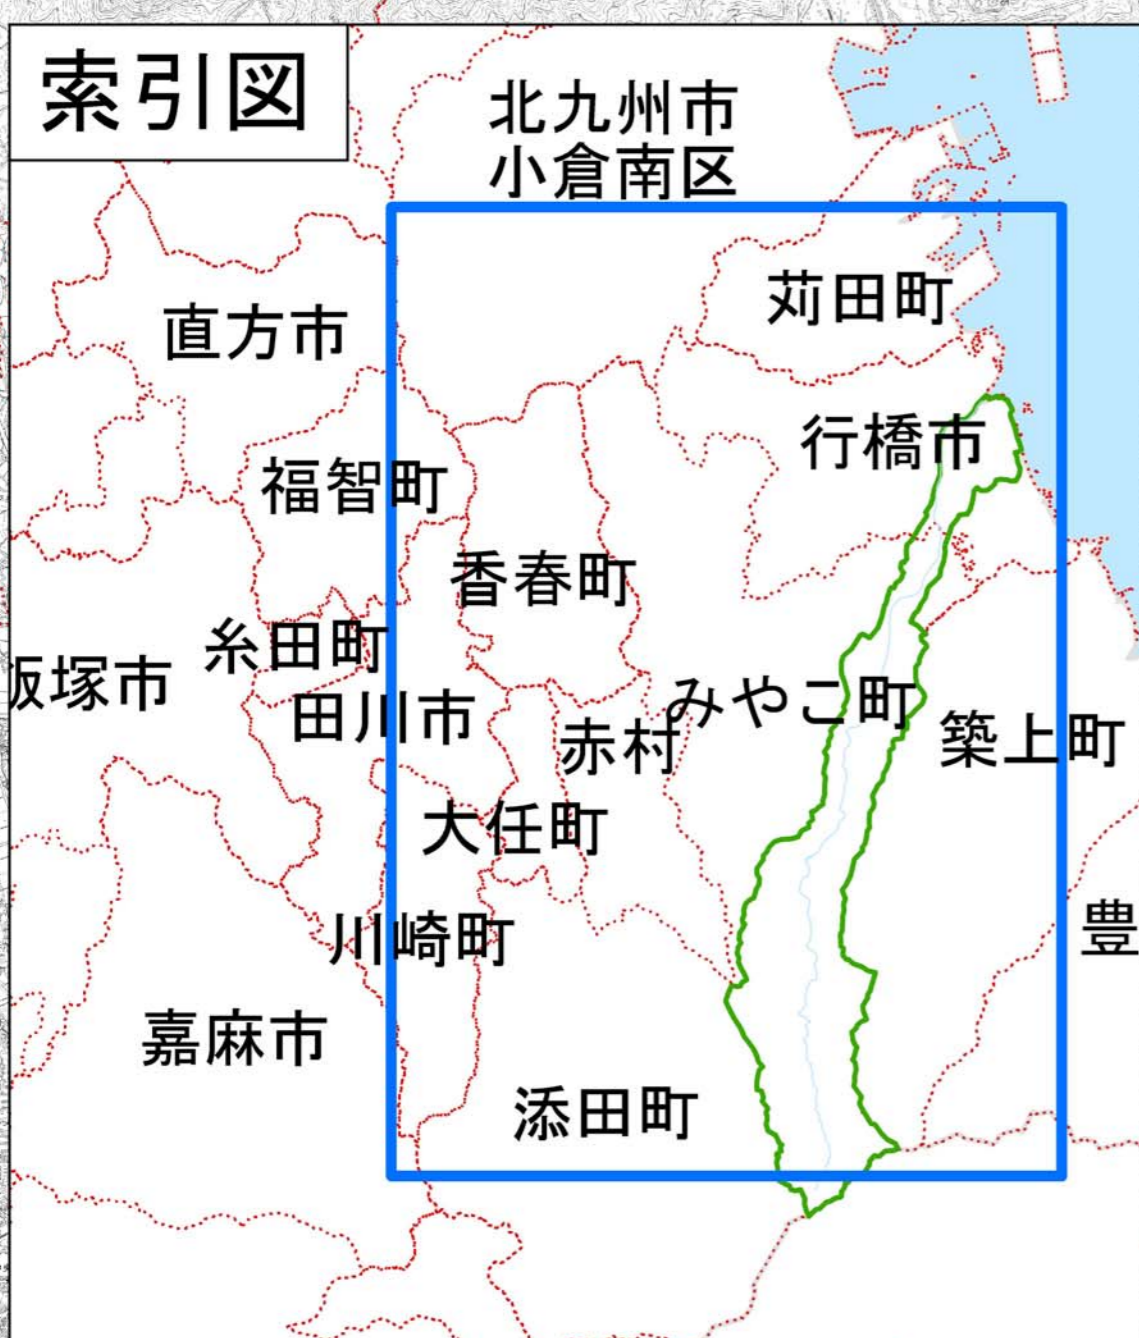 索引図
北九州市
小倉南区
苅田町
直方市
行橋市
福智町
香春町
糸田町
飯塚市
みやこ町
田川市
赤村
築上町
大任町
川崎町
豊
嘉麻市
添田町